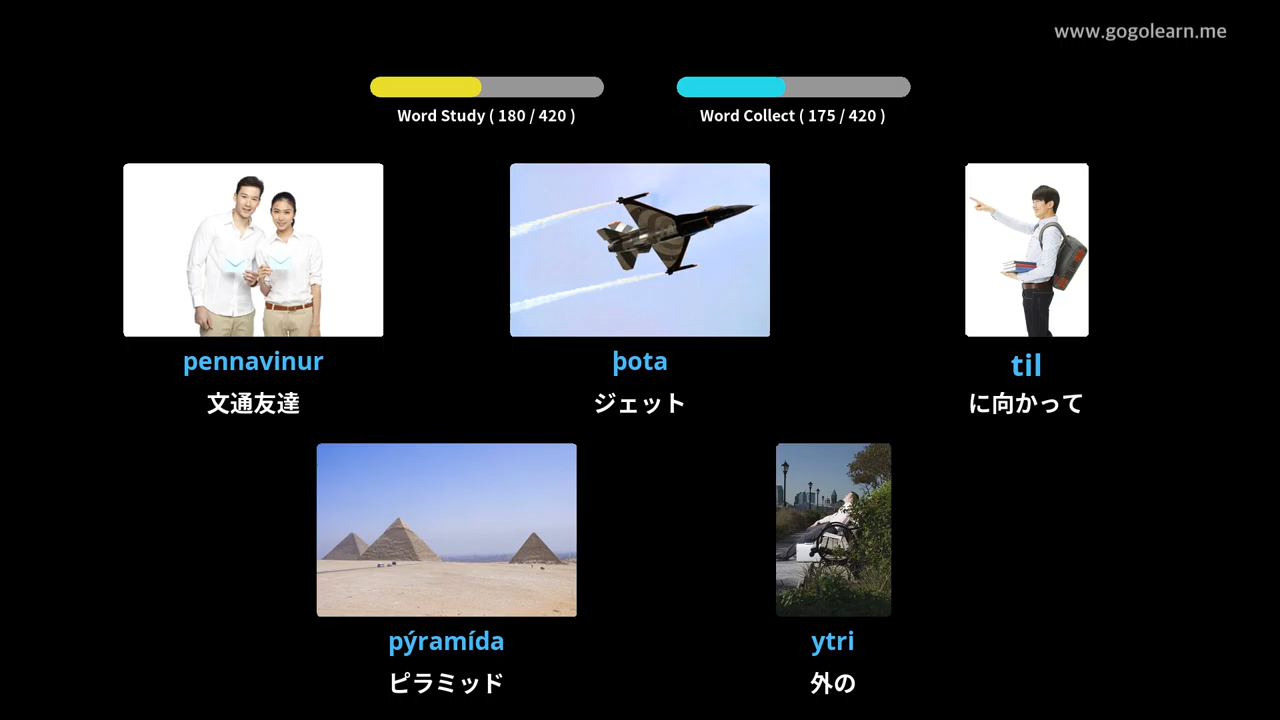 www.gogolearn.me
Word Study ( 180 / 420 )
Word Collect ( 175 / 420 )
pennavinur
文通友達
þota
ジェット
til
に向かって
pýramída
ピラミッド
ytri
外の